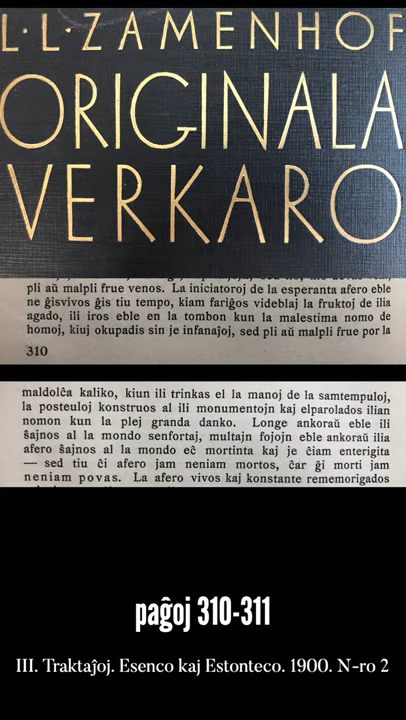 L·L·ZAMENHOF
ORIGINALA
VERKARO
pli aŭ malpli frue venos. La iniciatoroj de la esperanta afero eble
ne ĝisvivos ĝis tiu tempo, kiam fariĝos videblaj la fruktoj de ilia
agado, ili iros eble en la tombon kun la malestima nomo de
homoj, kiuj okupadis sin je infanaĵoj, sed pli aŭ malpli frue por la
310
maldolĉa kaliko, kiun ili trinkas el la manoj de la samtempuloj,
la posteuloj konstruos al ili monumentojn kaj elparolados ilian
nomon kun la plej granda danko. Longe ankoraŭ eble ili
ŝajnos al la mondo senfortaj, multajn fojojn eble ankoraŭ ilia
afero ŝajnos al la mondo eĉ mortinta kaj je ĉiam enterigita
— sed tiu ĉi afero jam neniam mortos, ĉar ĝi morti jam
neniam povas. La afero vivos kaj konstante rememorigados
paĝoj 310-311
III. Traktaĵoj. Esenco kaj Estonteco. 1900. N-ro 2